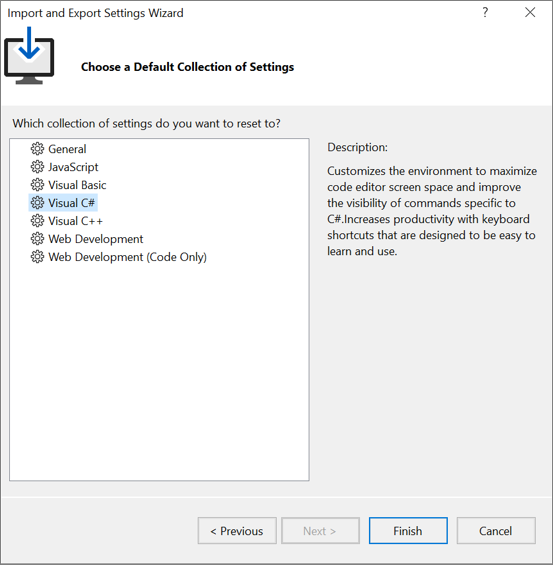 Import and Export Settings Wizard
?
Choose a Default Collection of Settings
Which collection of settings do you want to reset to?
General
JavaScript
Visual Basic
Visual C#
Visual C++
Web Development
Web Development (Code Only)
Description:
Customizes the environment to maximize
code editor screen space and improve
the visibility of commands specific to
C#.Increases productivity with keyboard
shortcuts that are designed to be easy to
learn and use.
< Previous
Next >
Finish
Cancel